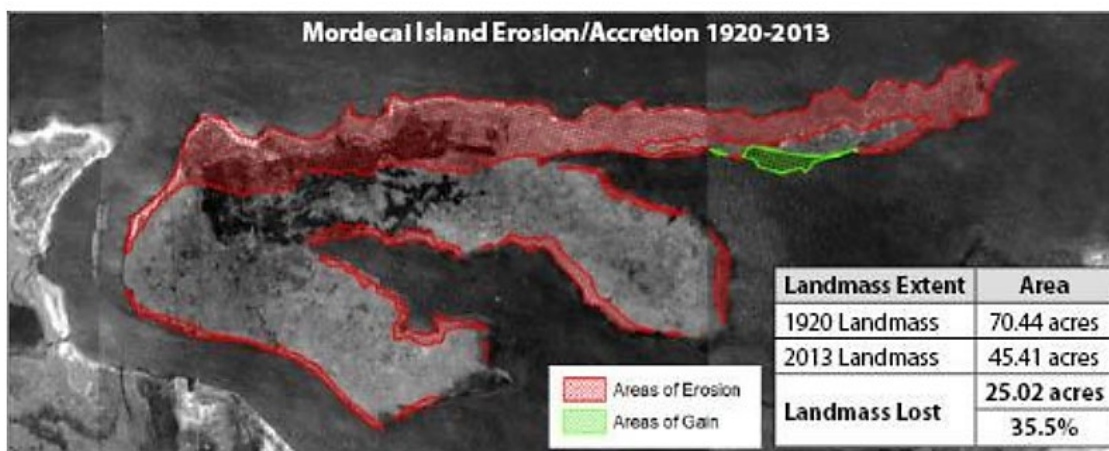 Mordecai Island Erosion/Accretion 1920-2013
Landmass Extent Area
1920 Landmass 70.44 acres
2013 Landmass 45.41 acres
Landmass Lost 25.02 acres
35.5%
Areas of Erosion
Areas of Gain